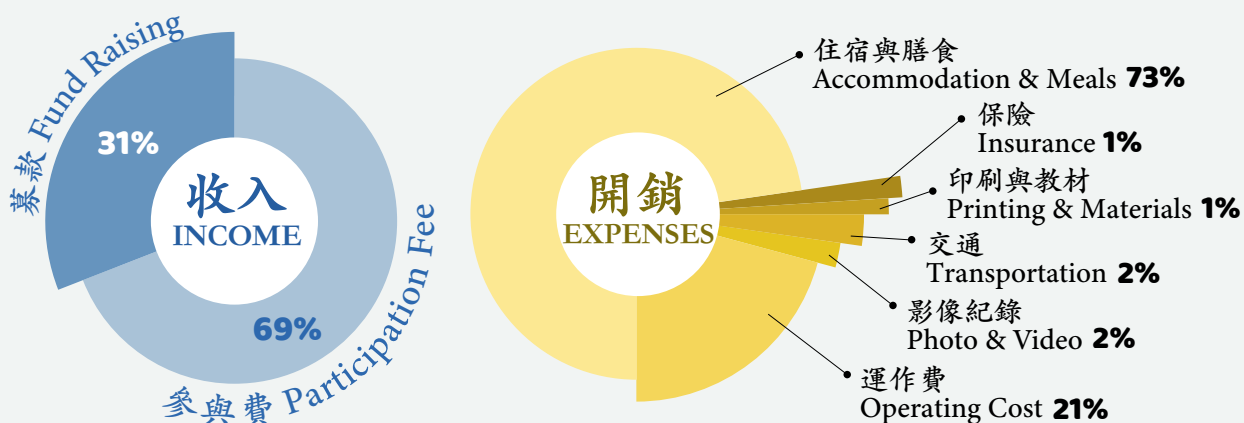 募款 Fund Raising
31%
收入
INCOME
69%
參與費 Participation Fee
開銷
EXPENSES
住宿與膳食
Accommodation & Meals 73%
保險
Insurance 1%
印刷與教材
Printing & Materials 1%
交通
Transportation 2%
影像紀錄
Photo & Video 2%
運作費
Operating Cost 21%